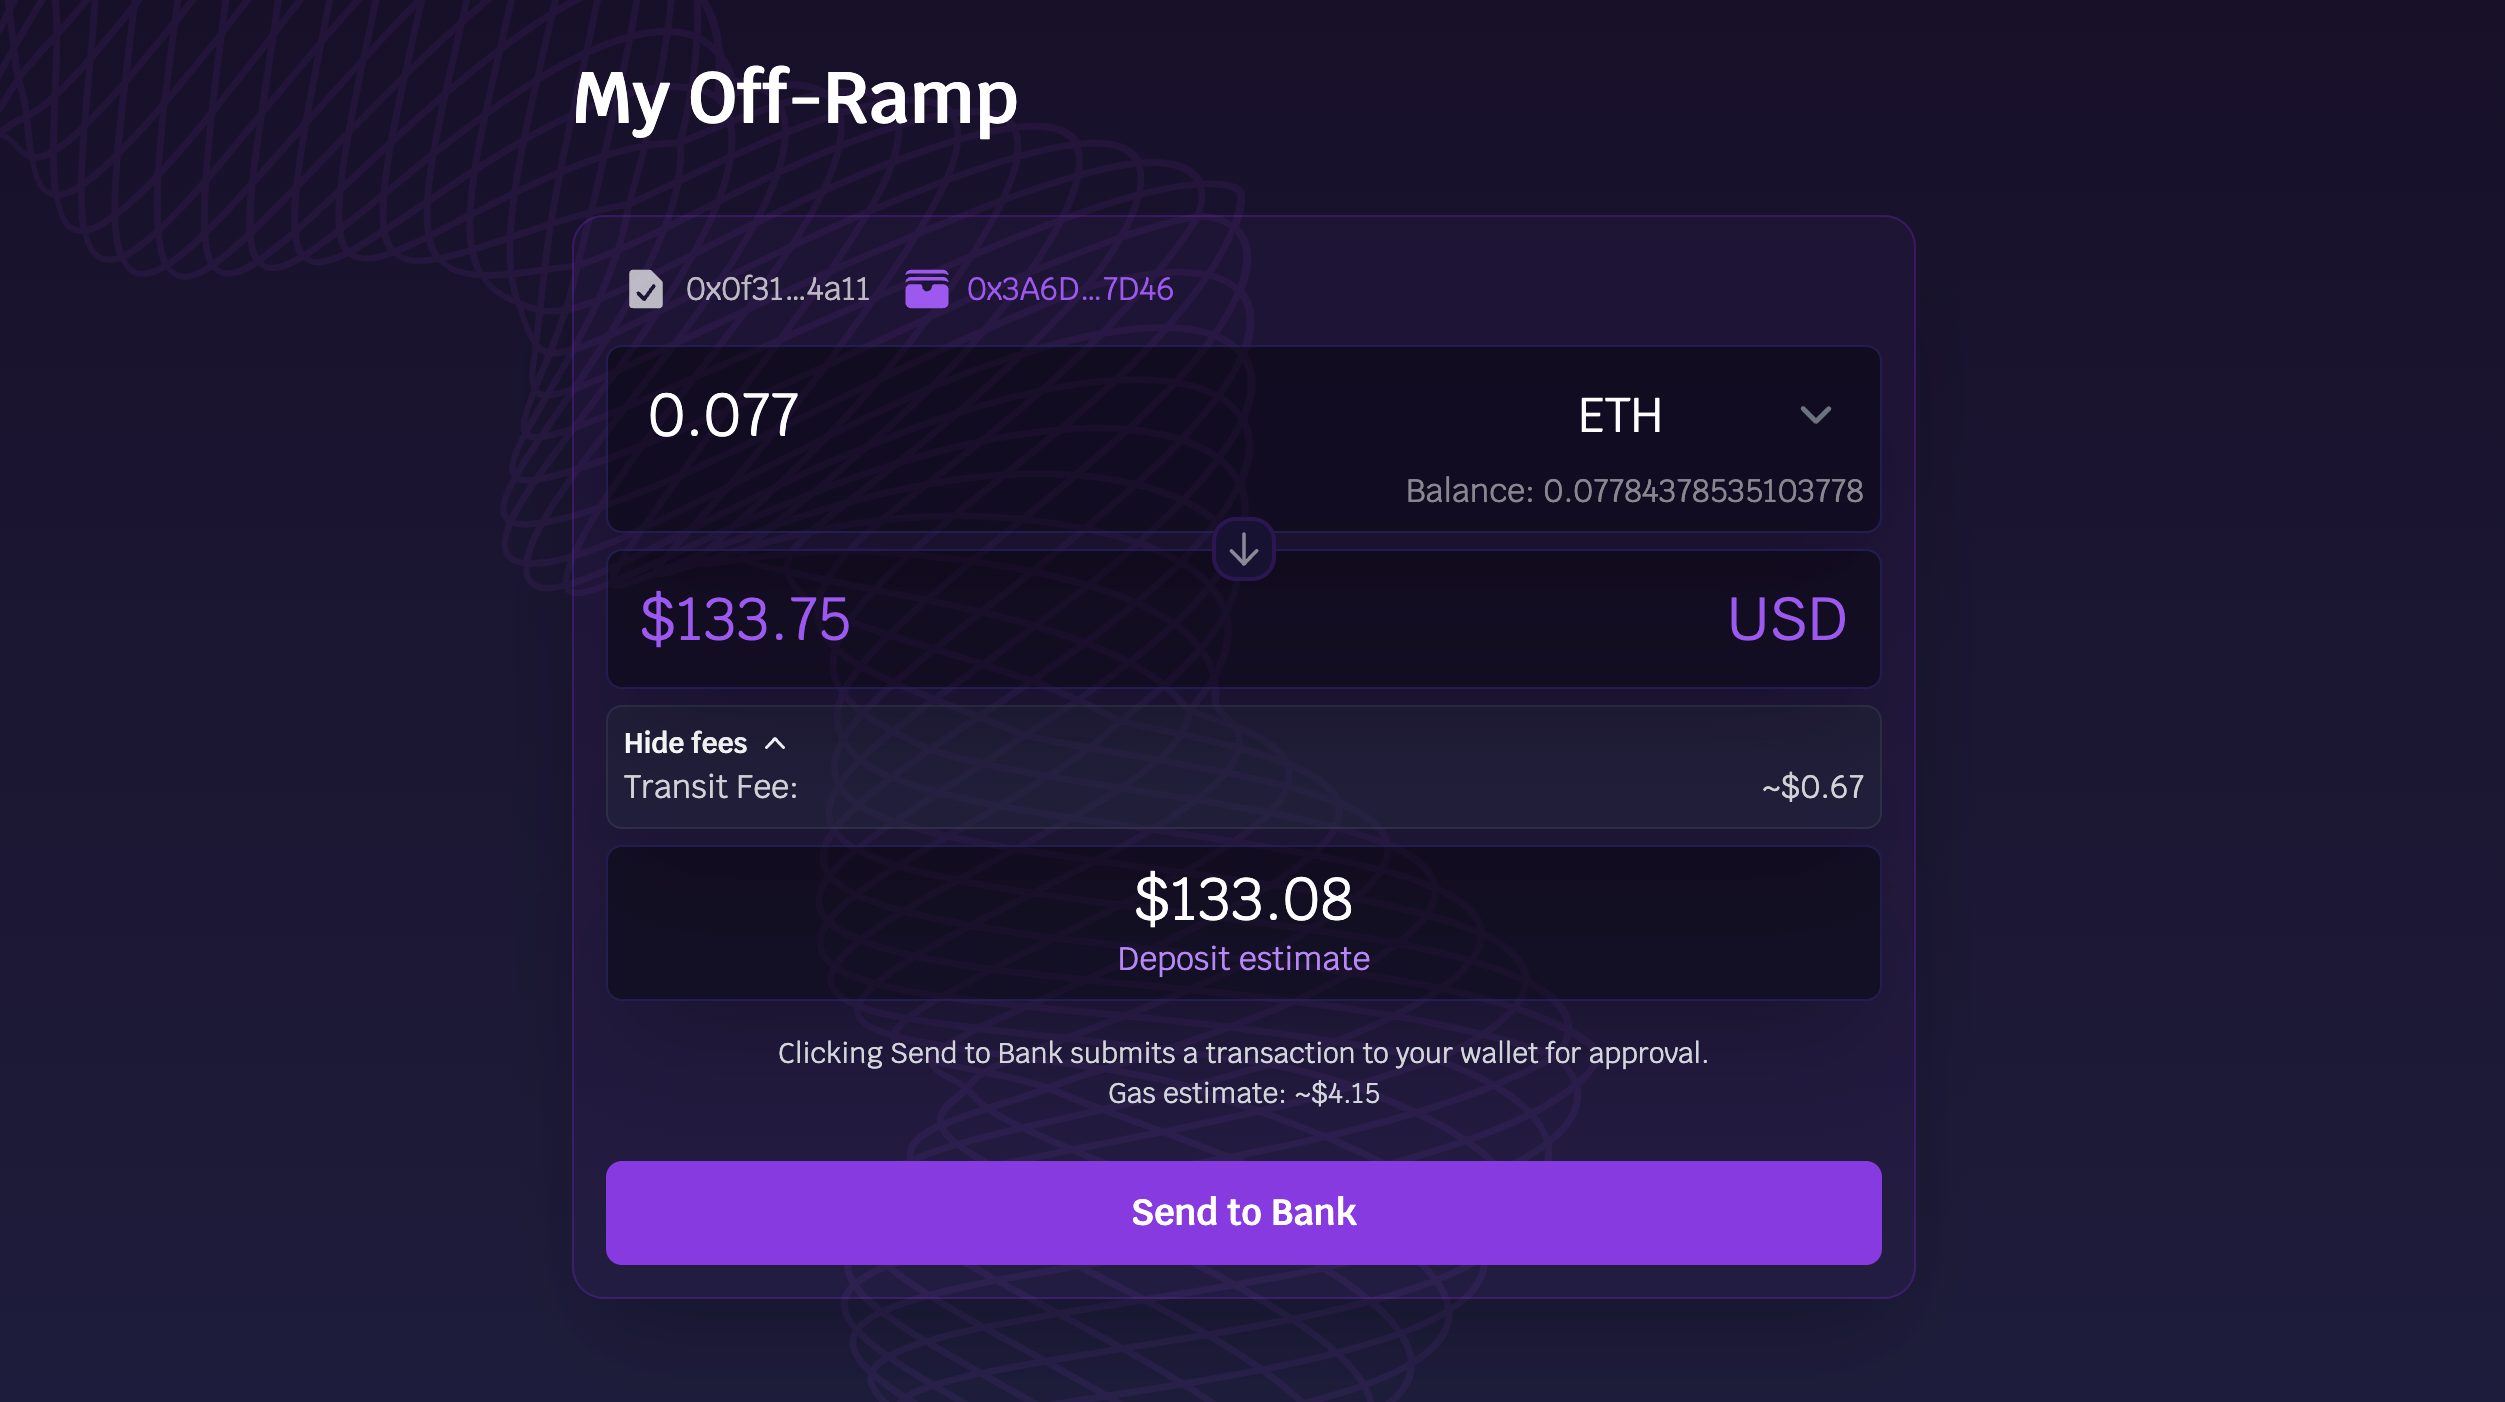 My Off-Ramp
0x0f31...4a11 0x3A6D...7D46
0.077 ETH
Balance: 0.07784378535103778
$133.75 USD
Hide fees
Transit Fee: ~$0.67
$133.08
Deposit estimate
Clicking Send to Bank submits a transaction to your wallet for approval.
Gas estimate: ~$4.15
Send to Bank